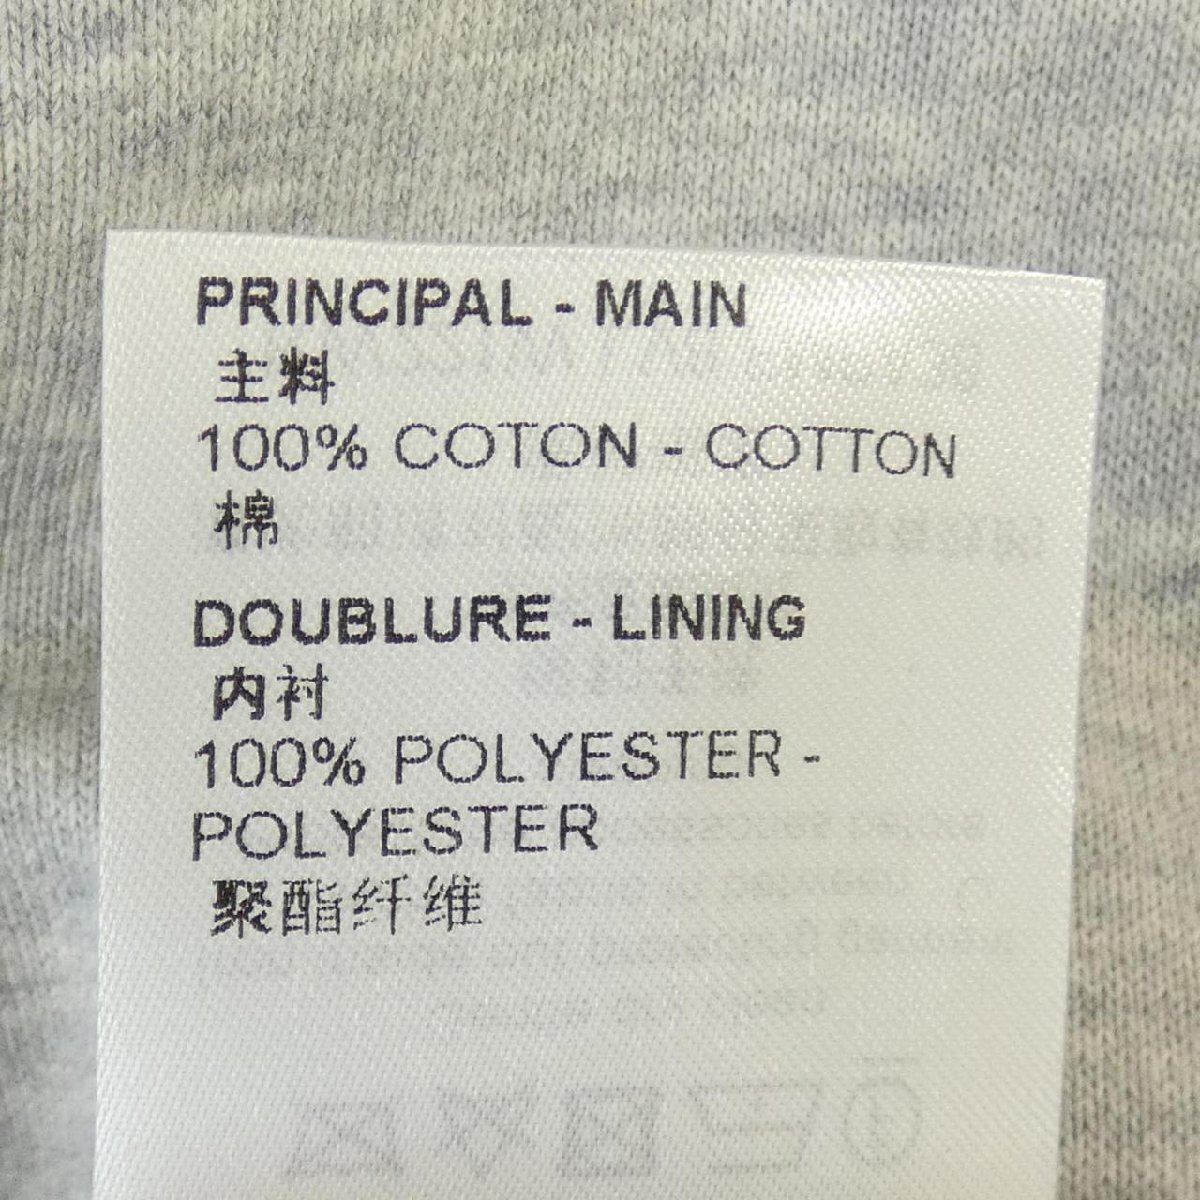 PRINCIPAL - MAIN
主料
100% COTON - COTTON
棉
DOUBLURE - LINING
内衬
100% POLYESTER -
POLYESTER
聚酯纤维